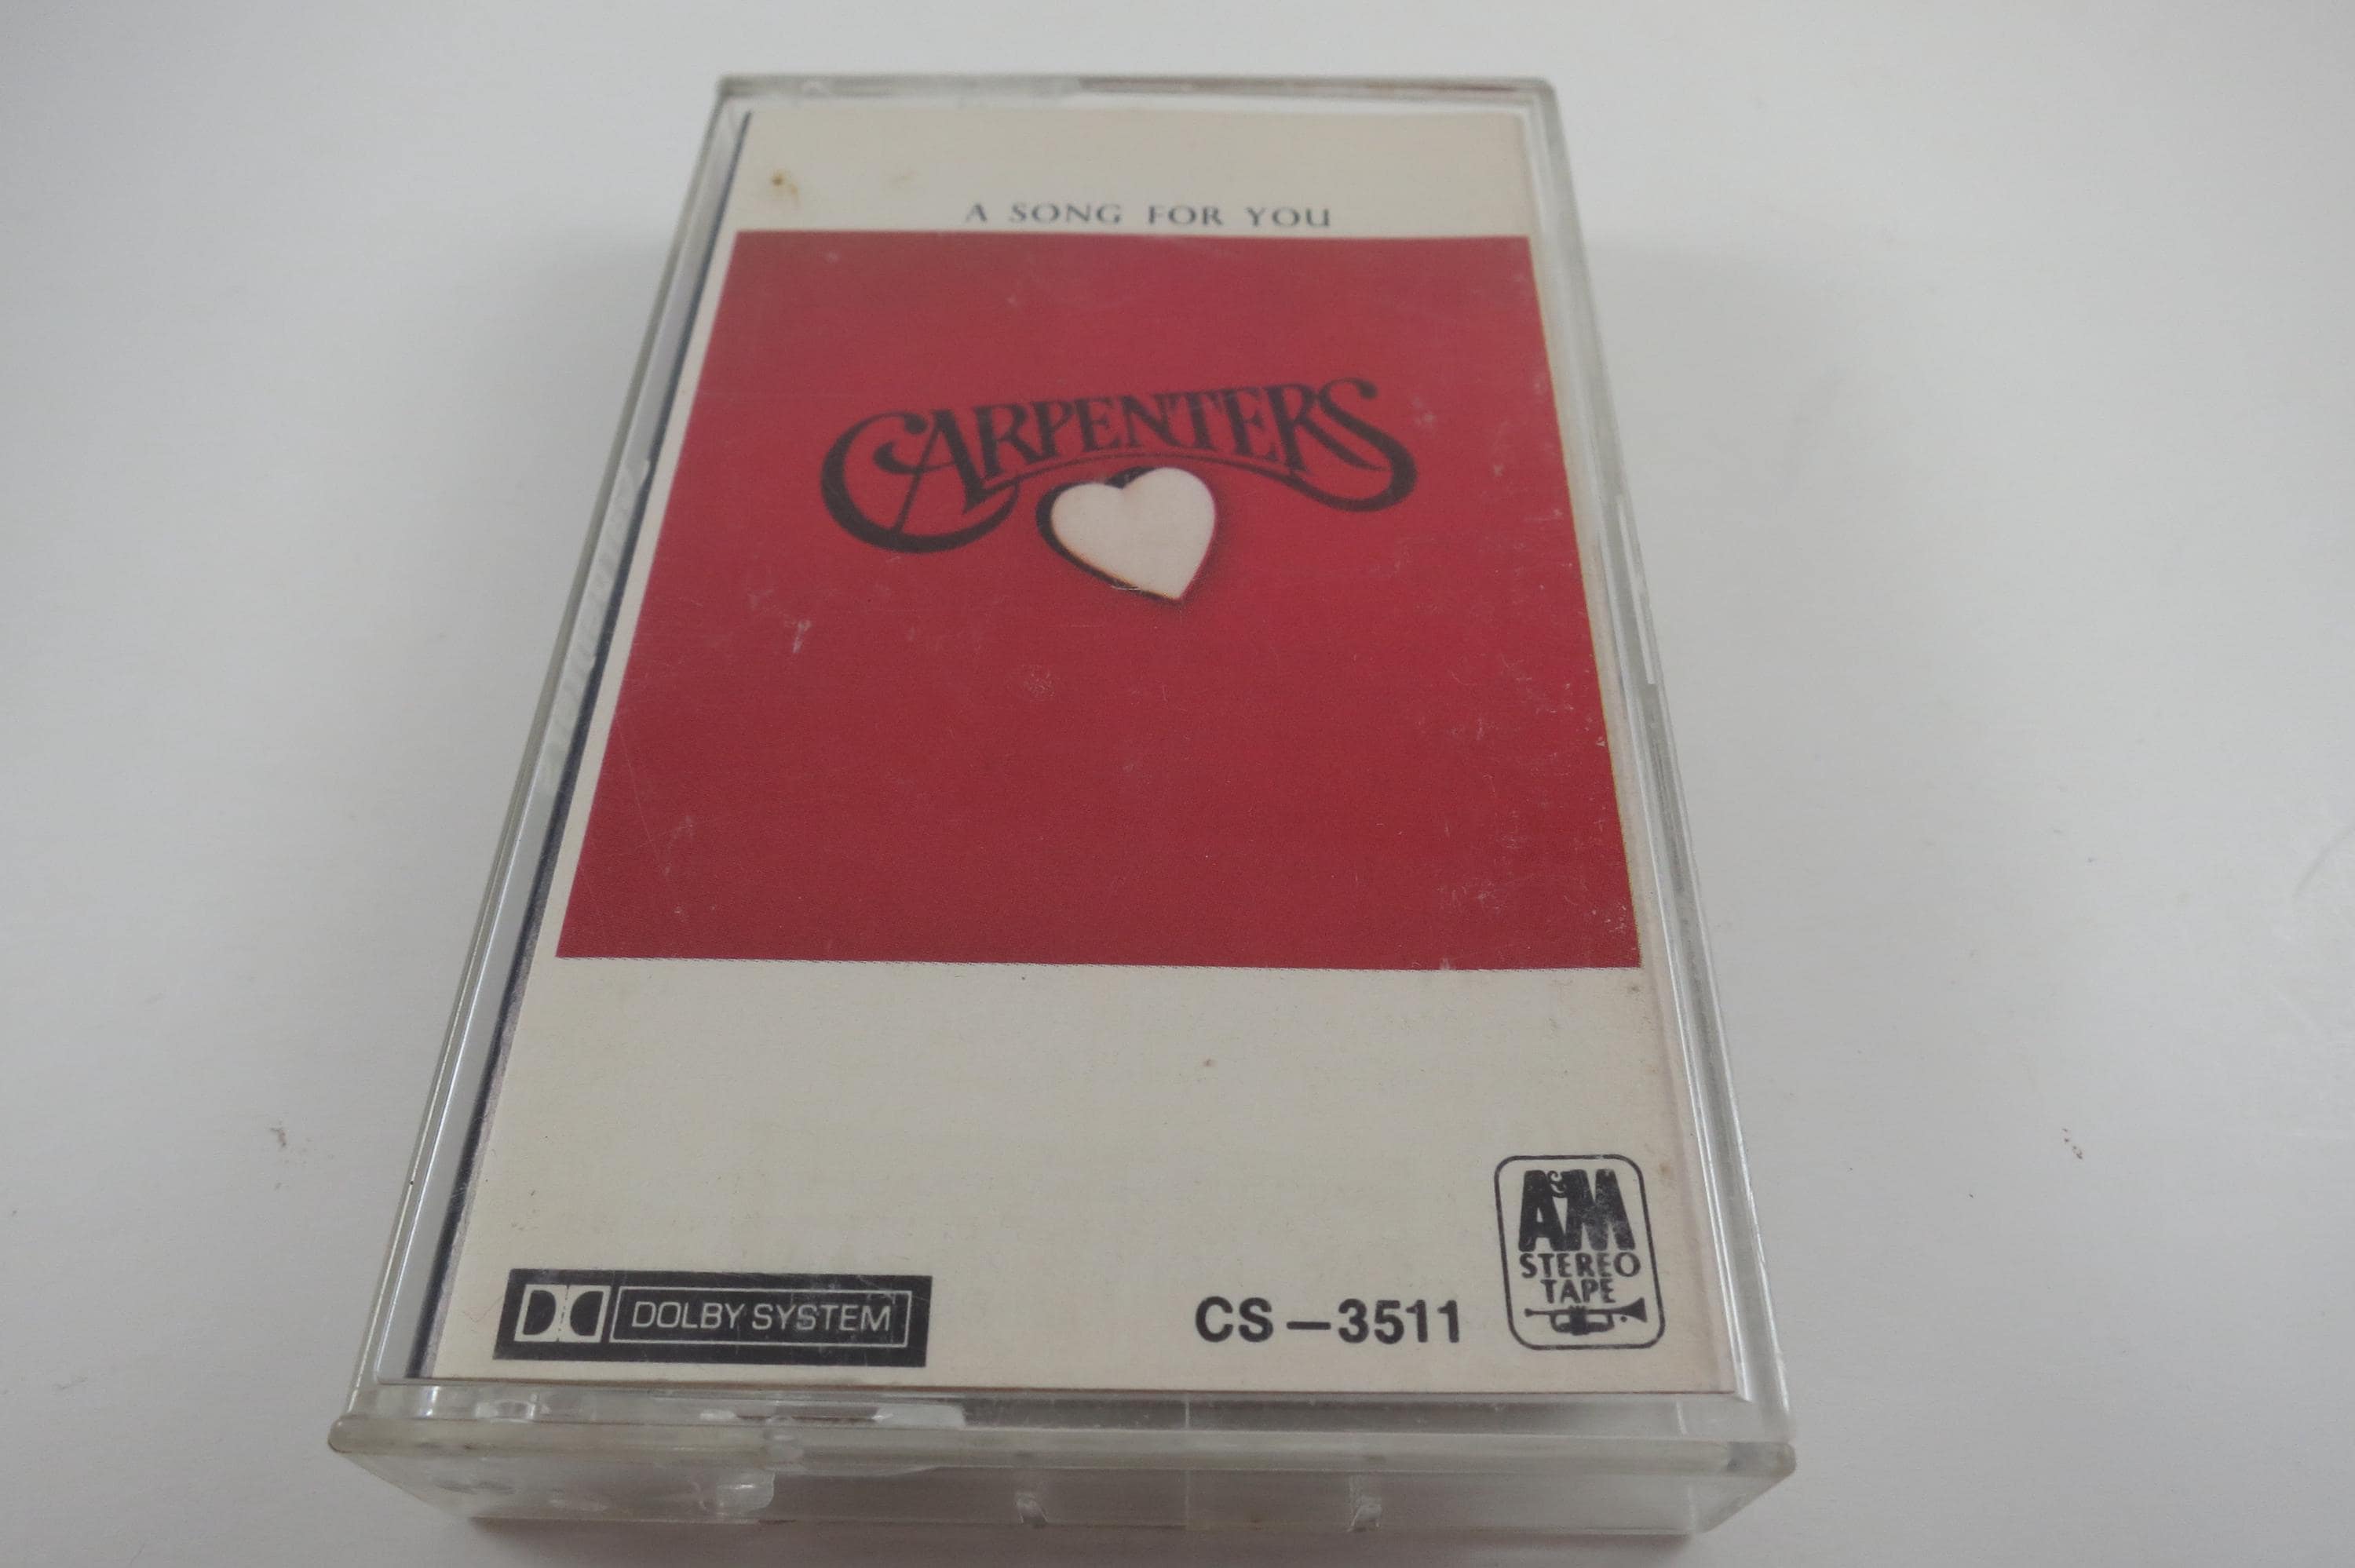 A SONG FOR YOU
CARPENTERS
DOLBY SYSTEM
CS-3511
A&M
STEREO
TAPE